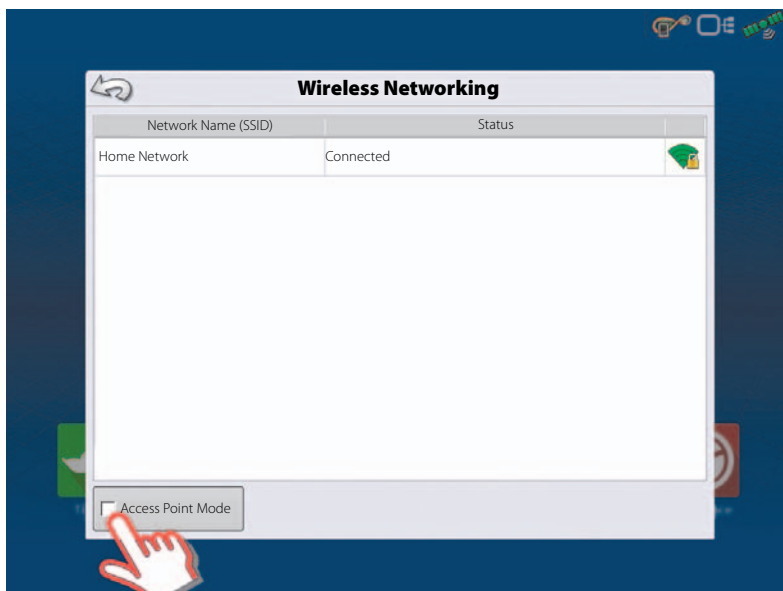 Wireless Networking
Network Name (SSID) Status
Home Network Connected
Access Point Mode